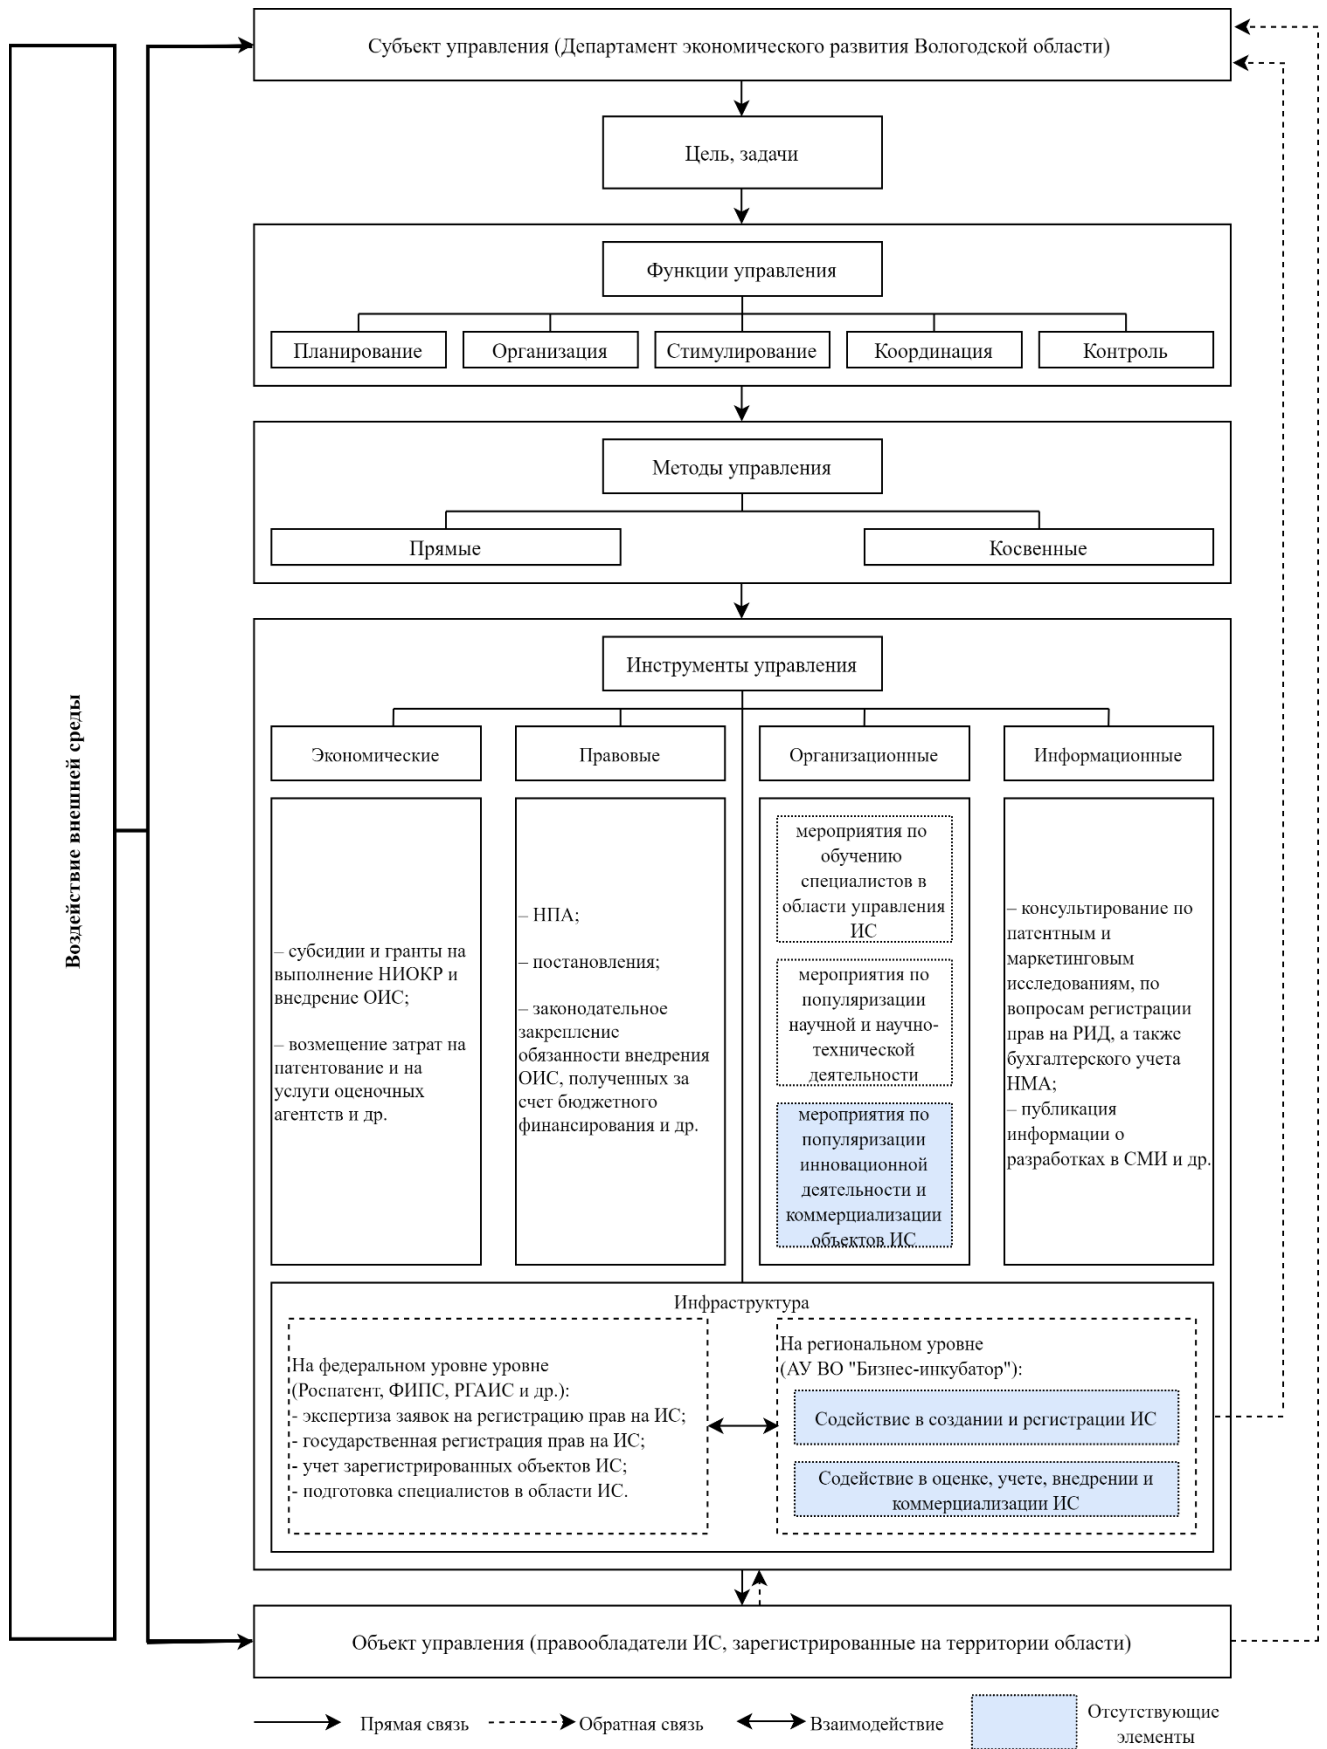 Субъект управления (Департамент экономического развития Вологодской области)
Цель, задачи
Функции управления
Планирование
Организация
Стимулирование
Координация
Контроль
Методы управления
Прямые
Косвенные
Воздействие внешней среды
Инструменты управления
Экономические
Правовые
Организационные
Информационные
– субсидии и гранты на
выполнение НИОКР и
внедрение ОИС;
– возмещение затрат на
патентование и на
услуги оценочных
агентств и др.
– НПА;
– постановления;
– законодательное
закрепление
обязанности внедрения
ОИС, полученных за
счет бюджетного
финансирования и др.
мероприятия по
обучению
специалистов в
области управления
ИС
мероприятия по
популяризации
научной и научно-
технической
деятельности
мероприятия по
популяризации
инновационной
деятельности и
коммерциализации
объектов ИС
– консультирование по
патентным и
маркетинговым
исследованиям, по
вопросам регистрации
прав на РИД, а также
бухгалтерского учета
НМА;
– публикация
информации о
разработках в СМИ и др.
Инфраструктура
На федеральном уровне уровне
(Роспатент, ФИПС, РГАИС и др.):
- экспертиза заявок на регистрацию прав на ИС;
- государственная регистрация прав на ИС;
- учет зарегистрированных объектов ИС;
- подготовка специалистов в области ИС.
На региональном уровне
(АУ ВО "Бизнес-инкубатор"):
Содействие в создании и регистрации ИС
Содействие в оценке, учете, внедрении и
коммерциализации ИС
Объект управления (правообладатели ИС, зарегистрированные на территории области)
Прямая связь
Обратная связь
Взаимодействие
Отсутствующие
элементы